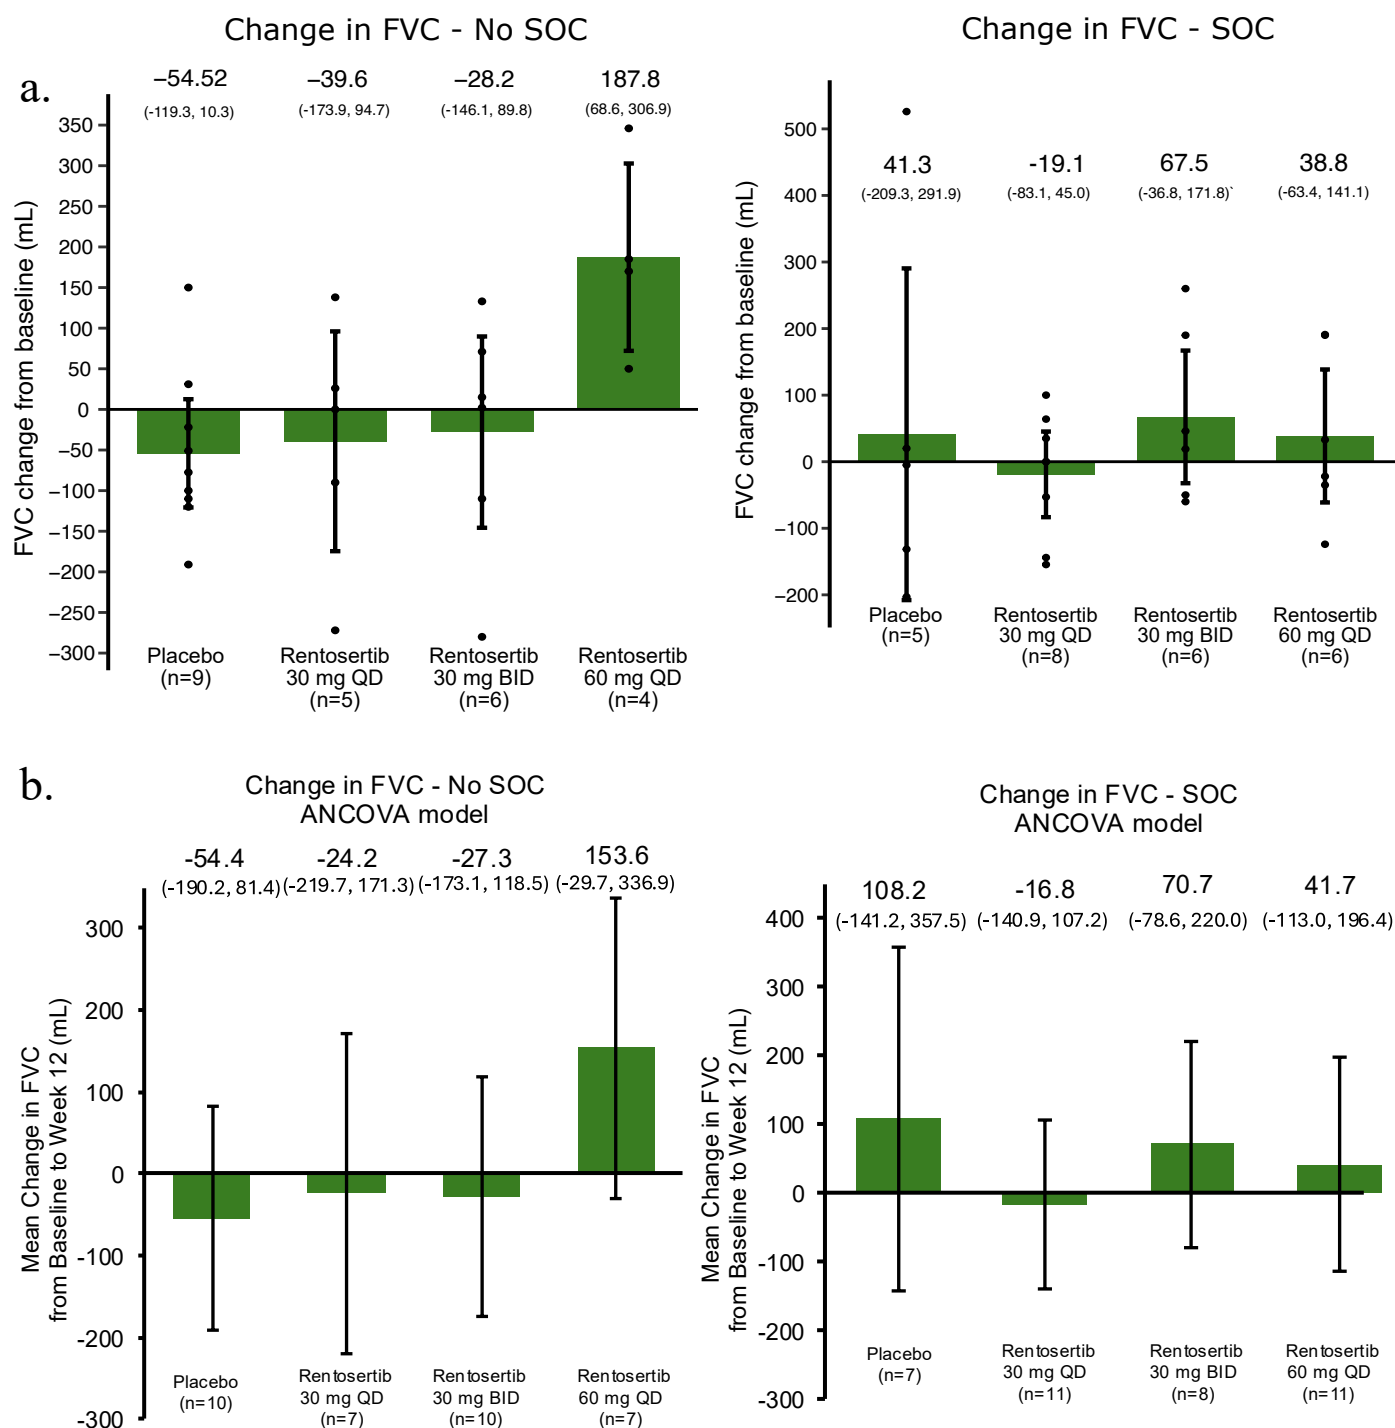 Change in FVC - No SOC
a.
−54.52 −39.6 −28.2 187.8
(-119.3, 10.3) (-173.9, 94.7) (-146.1, 89.8) (68.6, 306.9)
FVC change from baseline (mL)
350
300
250
200
150
100
50
0
−50
−100
−150
−200
−250
−300
Placebo
(n=9)
Rentosertib
30 mg QD
(n=5)
Rentosertib
30 mg BID
(n=6)
Rentosertib
60 mg QD
(n=4)
Change in FVC - SOC
41.3 -19.1 67.5 38.8
(-209.3, 291.9) (-83.1, 45.0) (-36.8, 171.8)` (-63.4, 141.1)
FVC change from baseline (mL)
500
400
300
200
100
0
−100
−200
Placebo
(n=5)
Rentosertib
30 mg QD
(n=8)
Rentosertib
30 mg BID
(n=6)
Rentosertib
60 mg QD
(n=6)
b.
Change in FVC - No SOC
ANCOVA model
-54.4 -24.2 -27.3 153.6
(-190.2, 81.4) (-219.7, 171.3) (-173.1, 118.5) (-29.7, 336.9)
Mean Change in FVC
from Baseline to Week 12 (mL)
300
200
100
0
-100
-200
-300
Placebo
(n=10)
Rentosertib
30 mg QD
(n=7)
Rentosertib
30 mg BID
(n=10)
Rentosertib
60 mg QD
(n=7)
Change in FVC - SOC
ANCOVA model
108.2 -16.8 70.7 41.7
(-141.2, 357.5) (-140.9, 107.2) (-78.6, 220.0) (-113.0, 196.4)
Mean Change in FVC
from Baseline to Week 12 (mL)
400
300
200
100
0
-100
-200
-300
Placebo
(n=7)
Rentosertib
30 mg QD
(n=11)
Rentosertib
30 mg BID
(n=8)
Rentosertib
60 mg QD
(n=11)